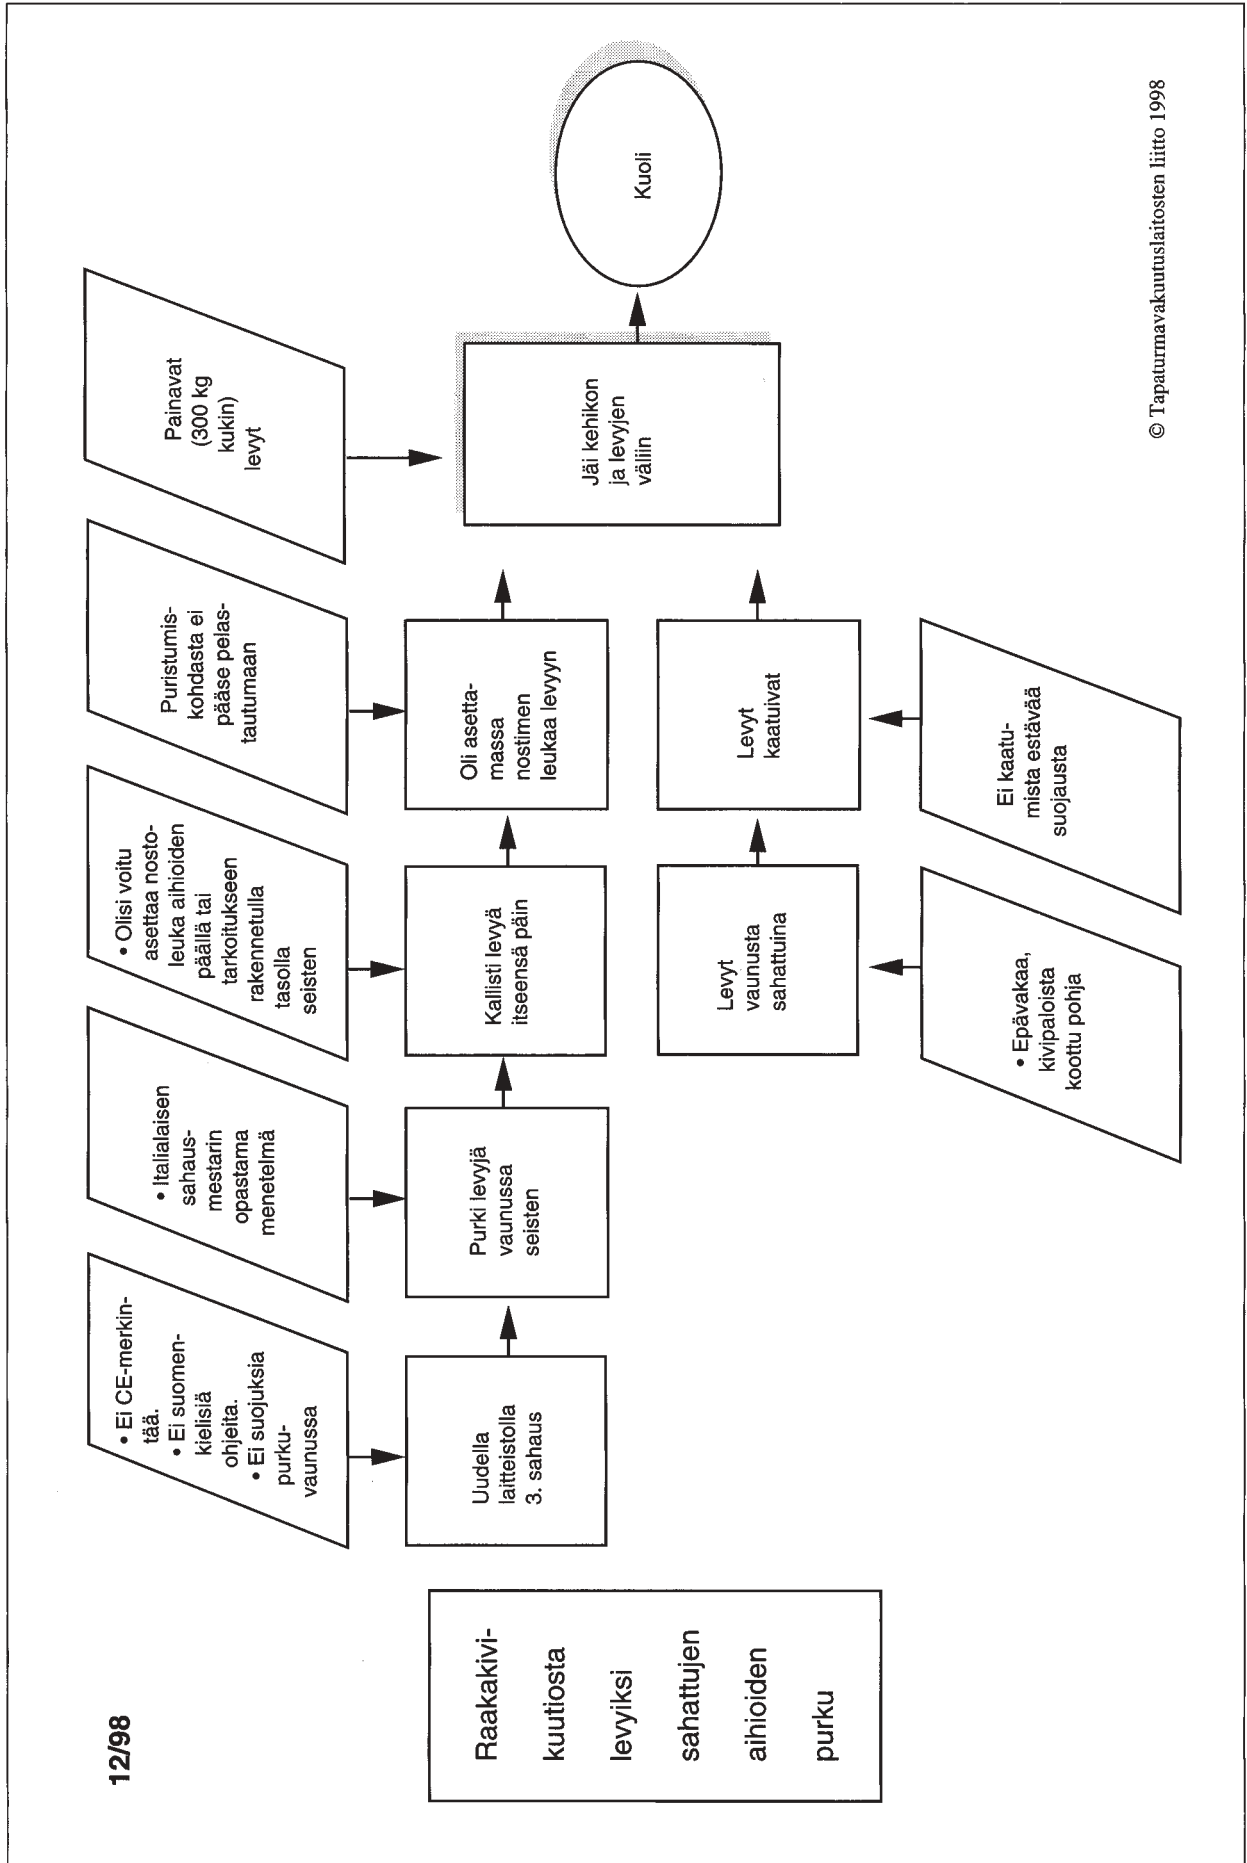 12/98
Raakakivi-
kuutiosta
levyiksi
sahattujen
aihioiden
purku
• Ei CE-merkin-
tää.
• Ei suomen-
kielisiä
ohjeita.
• Ei suojuksia
purku-
vaunussa
• Italialaisen
sahaus-
mestarin
opastama
menetelmä
• Olisi voitu
asettaa nosto-
leuka aihioiden
päällä tai
tarkoitukseen
rakennetulla
tasolla
seisten
Puristumis-
kohdasta ei
pääse pelas-
tautumaan
Painavat
(300 kg
kukin)
levyt
Uudella
laitteistolla
3. sahaus
Purki levyjä
vaunussa
seisten
Kallisti levyä
itseensä päin
Oli asetta-
massa
nostimen
leukaa levyyn
Jäi kehikon
ja levyjen
väliin
Kuoli
Levyt
vaunusta
sahattuina
Levyt
kaatuivat
• Epävakaa,
kivipaloista
koottu pohja
Ei kaatu-
mista estävää
suojausta
© Tapaturmavakuutuslaitosten liitto 1998